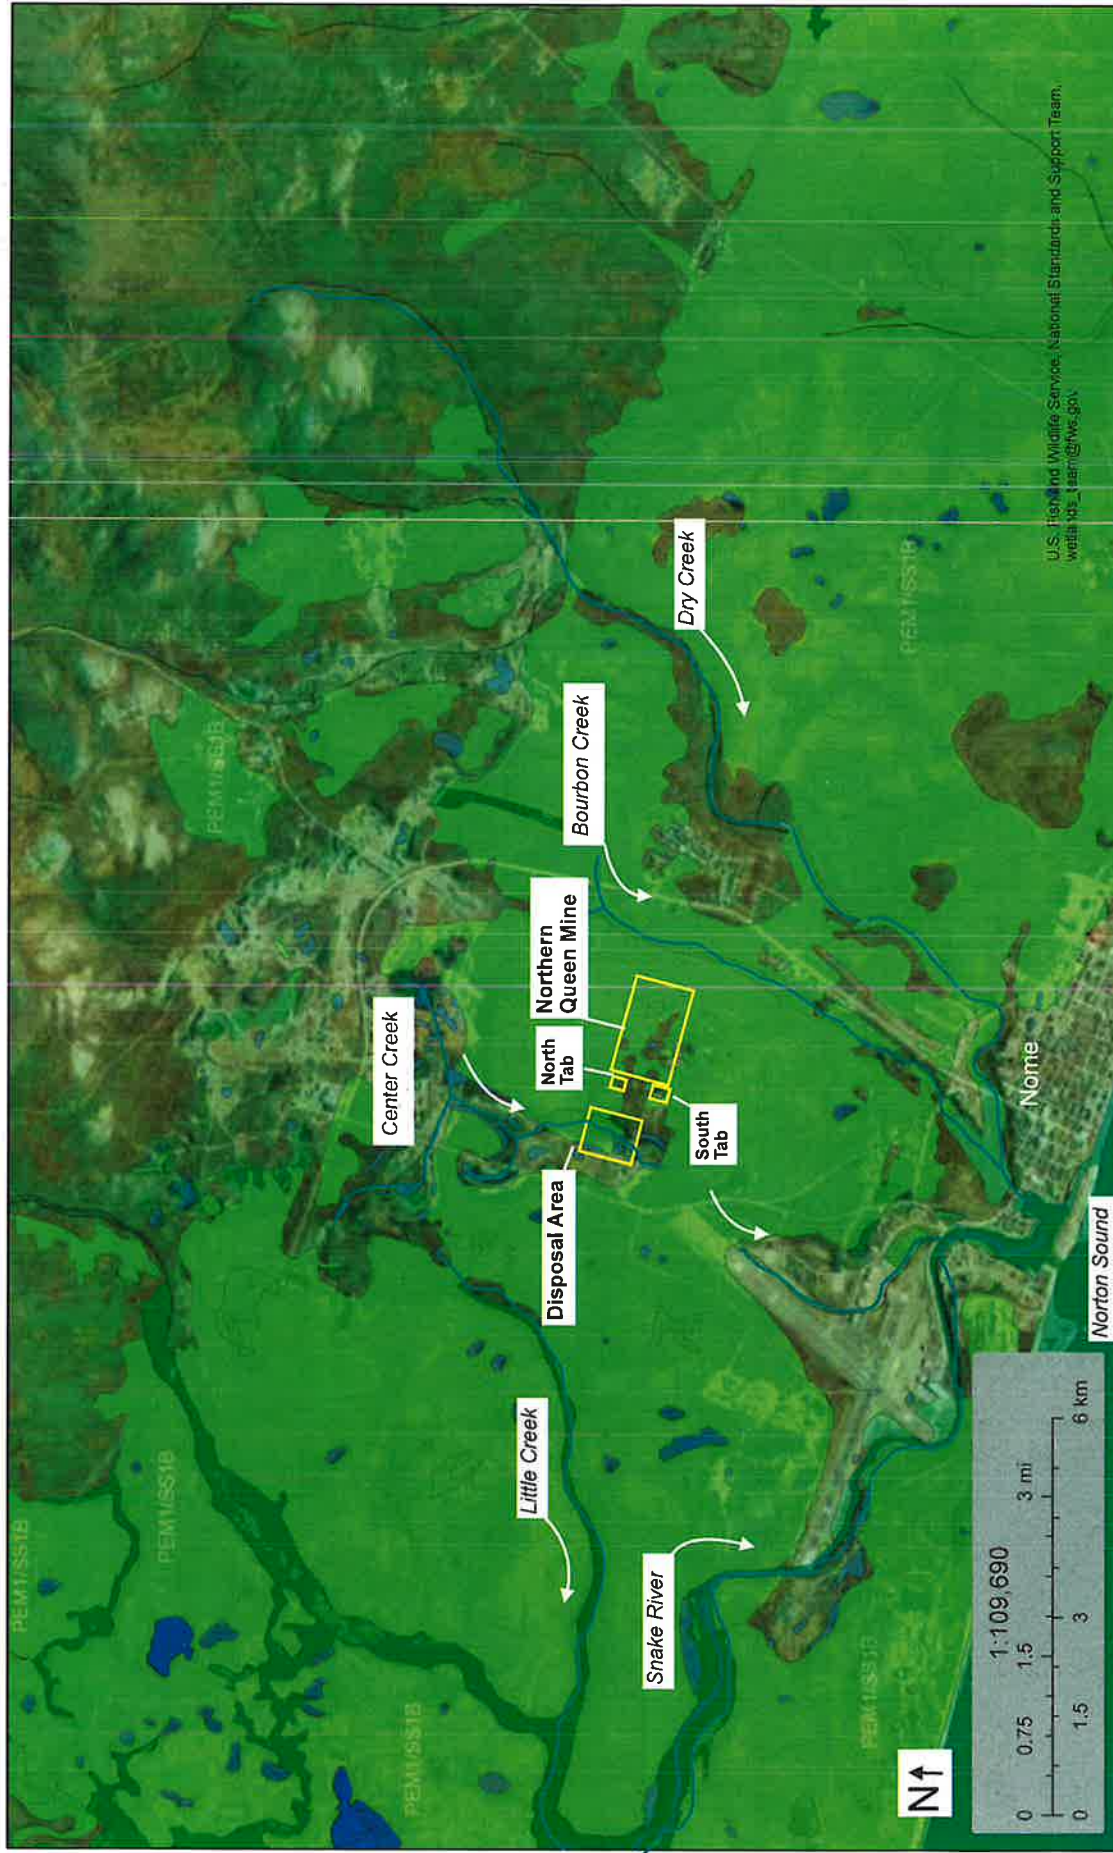 PEM1/SS1B
PEM1/SS1B
PEM1/SS1B
PEM1/SS1B
Center Creek
Little Creek
Disposal Area
North
Tab
Northern
Queen Mine
Bourbon Creek
Dry Creek
South
Tab
Snake River
PEM1/SS1B
PEM1/SS1B
N↑
Nome
Norton Sound
1:109,690
0 0.75 1.5 3 mi
0 1.5 3 6 km
U.S. Fish and Wildlife Service, National Standards and Support Team,
wetlands_team@fws.gov